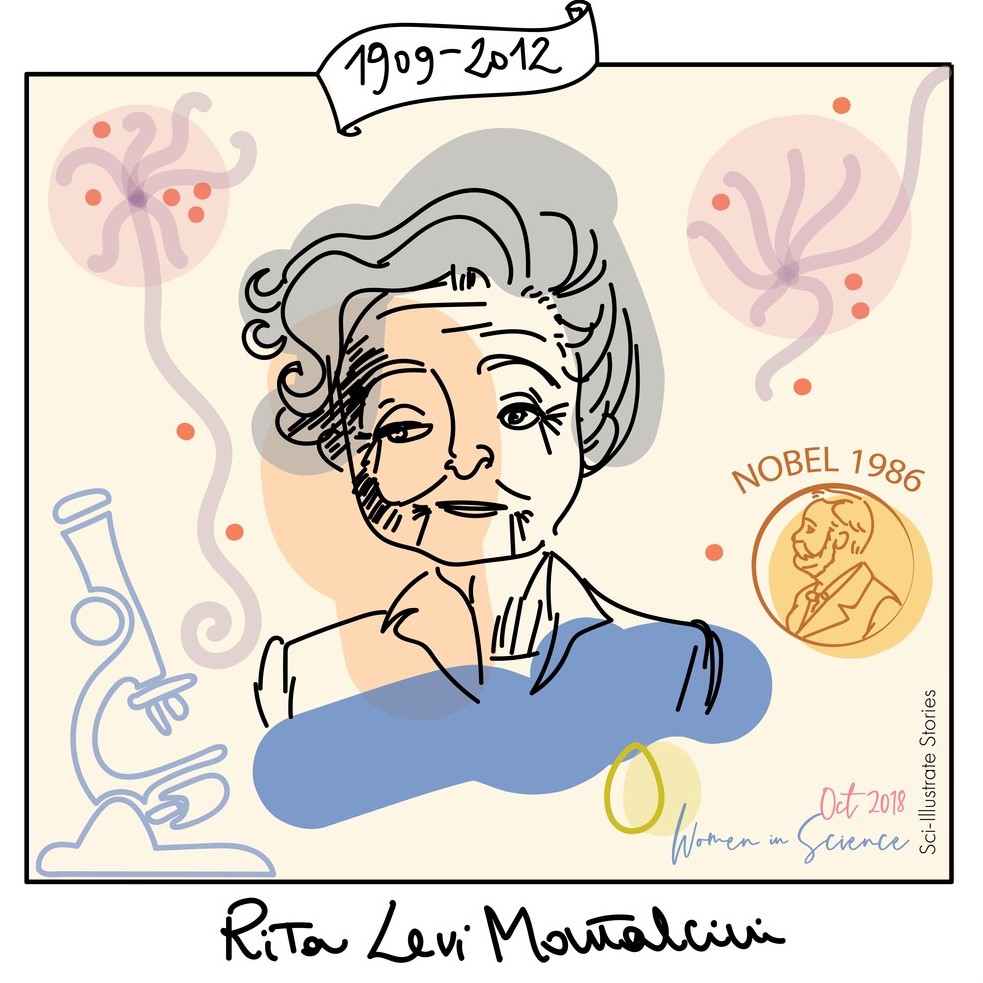 1909-2012
NOBEL 1986
Sci-Illustrate Stories
Oct 2018
Women in Science
Rita Levi Montalcini